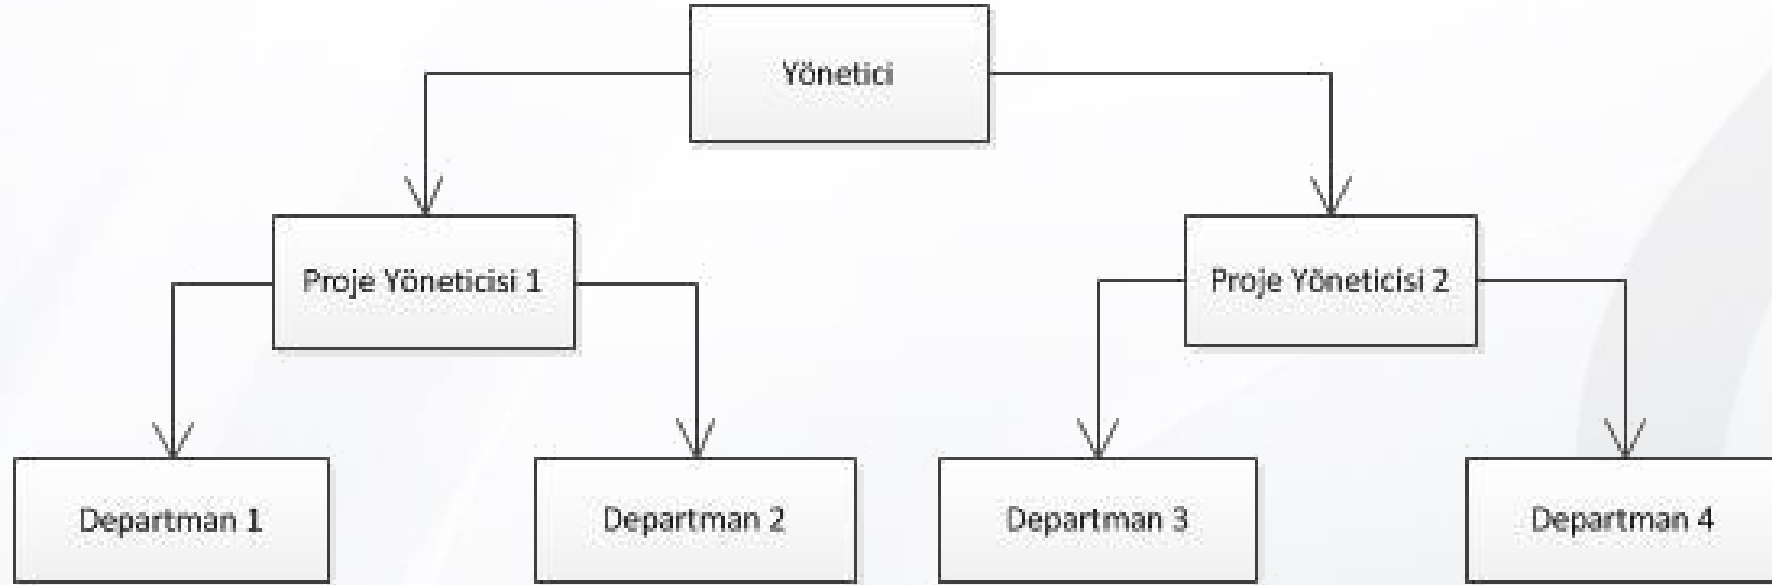 Yönetici
Proje Yöneticisi 1
Proje Yöneticisi 2
Departman 1
Departman 2
Departman 3
Departman 4